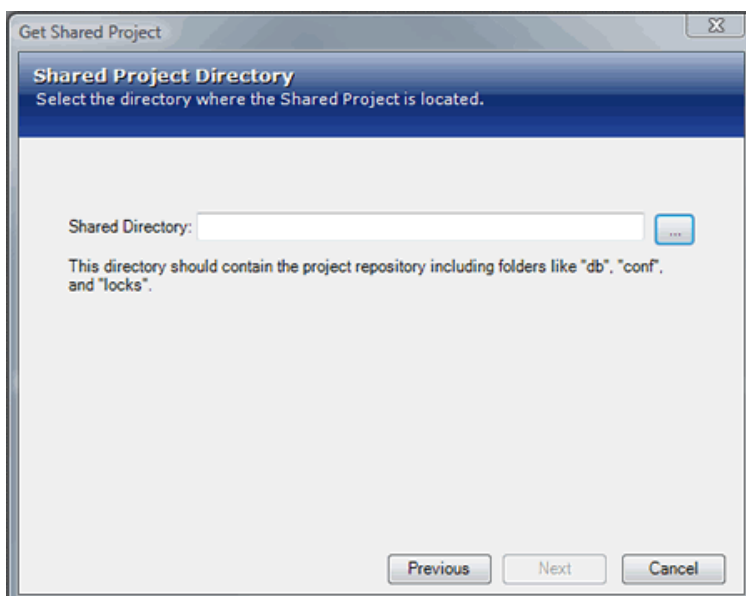 Get Shared Project
Shared Project Directory
Select the directory where the Shared Project is located.
Shared Directory:
...
This directory should contain the project repository including folders like "db", "conf",
and "locks".
Previous Next Cancel